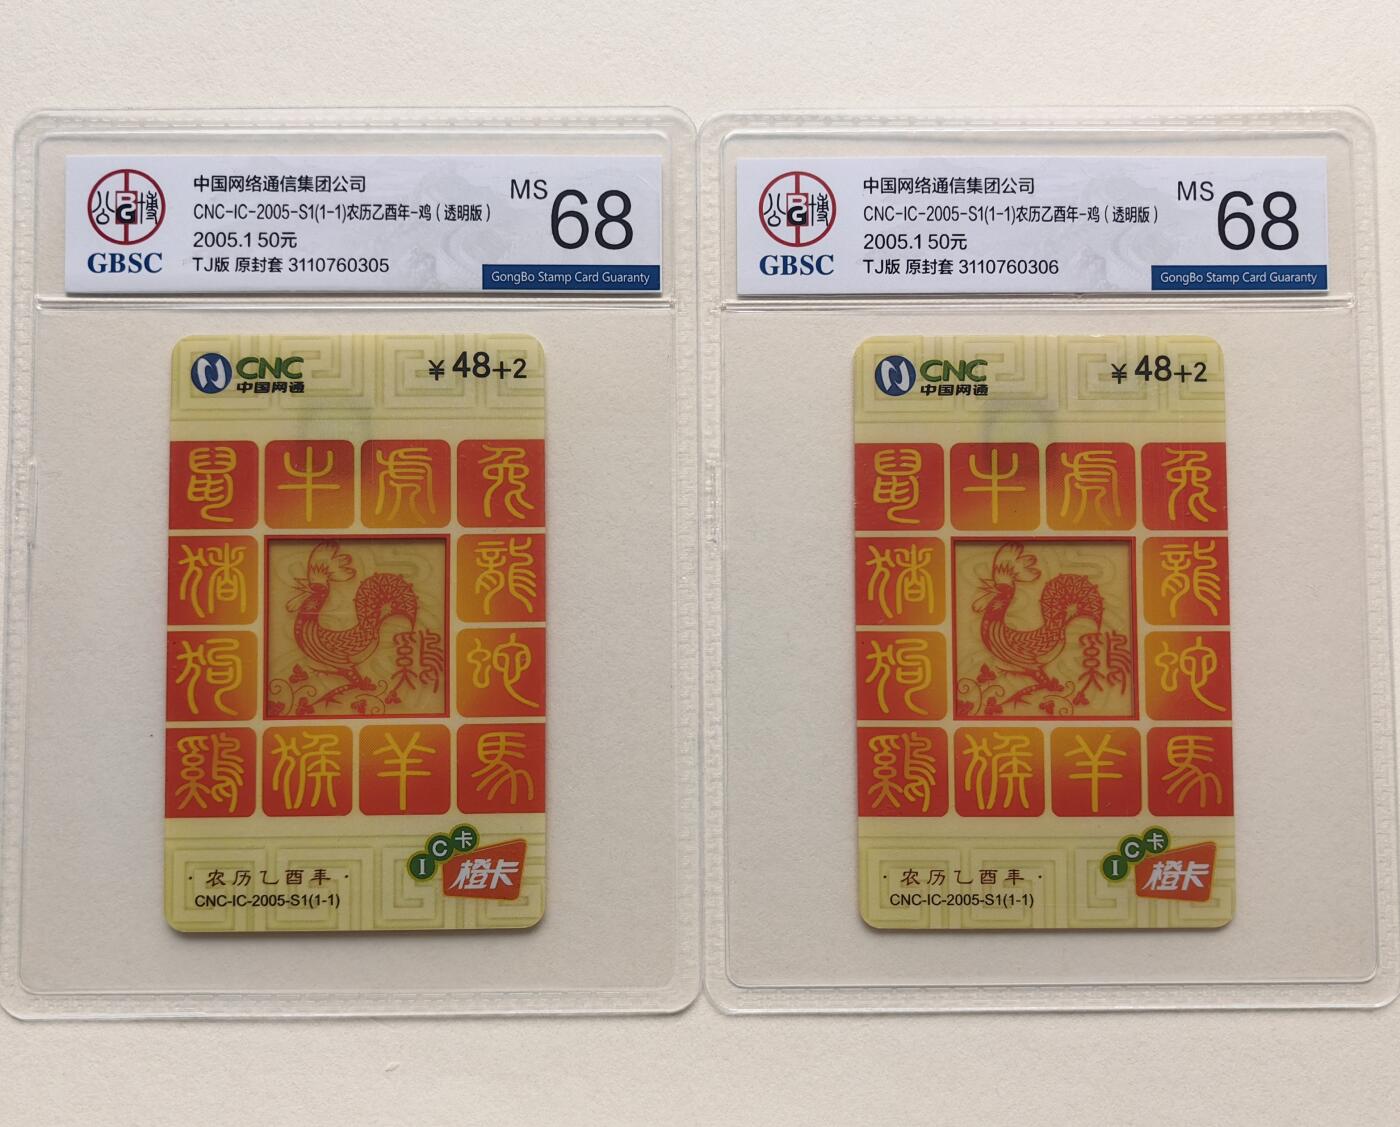 公博
BG
GBSC
中国网络通信集团公司
CNC-IC-2005-S1(1-1)农历乙酉年-鸡(透明版)
2005.1 50元
TJ版 原封套 3110760305
MS 68
GongBo Stamp Card Guaranty
CNC
中国网通
¥48+2
鼠 牛 虎 兔
猪 龍
狗 蛇
鷄
鷄 猴 羊 馬
IC卡
橙卡
·农历乙酉年·
CNC-IC-2005-S1(1-1)
公博
BG
GBSC
中国网络通信集团公司
CNC-IC-2005-S1(1-1)农历乙酉年-鸡(透明版)
2005.1 50元
TJ版 原封套 3110760306
MS 68
GongBo Stamp Card Guaranty
CNC
中国网通
¥48+2
鼠 牛 虎 兔
猪 龍
狗 蛇
鷄
鷄 猴 羊 馬
IC卡
橙卡
·农历乙酉年·
CNC-IC-2005-S1(1-1)